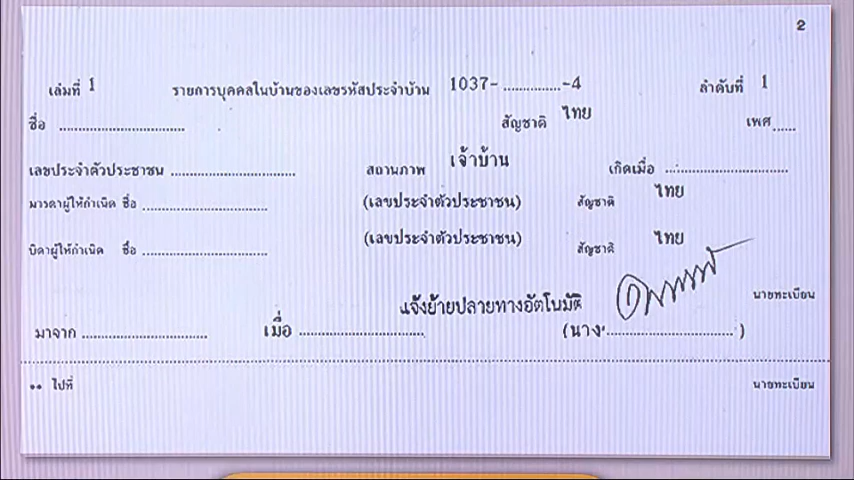 2
เล่มที่ 1 รายการบุคคลในบ้านของเลขรหัสประจำบ้าน 1037- ...............-4 ลำดับที่ 1
ชื่อ ................................ สัญชาติ ไทย เพศ......
เลขประจำตัวประชาชน ................................ สถานภาพ เจ้าบ้าน เกิดเมื่อ ................................
มารดาผู้ให้กำเนิด ชื่อ ................................ (เลขประจำตัวประชาชน) สัญชาติ ไทย
บิดาผู้ให้กำเนิด ชื่อ ................................ (เลขประจำตัวประชาชน) สัญชาติ ไทย
แจ้งย้ายปลายทางอัตโนมัติ นายทะเบียน
มาจาก ................................ เมื่อ ................................ (นาง................................ )
** ไปที่ นายทะเบียน